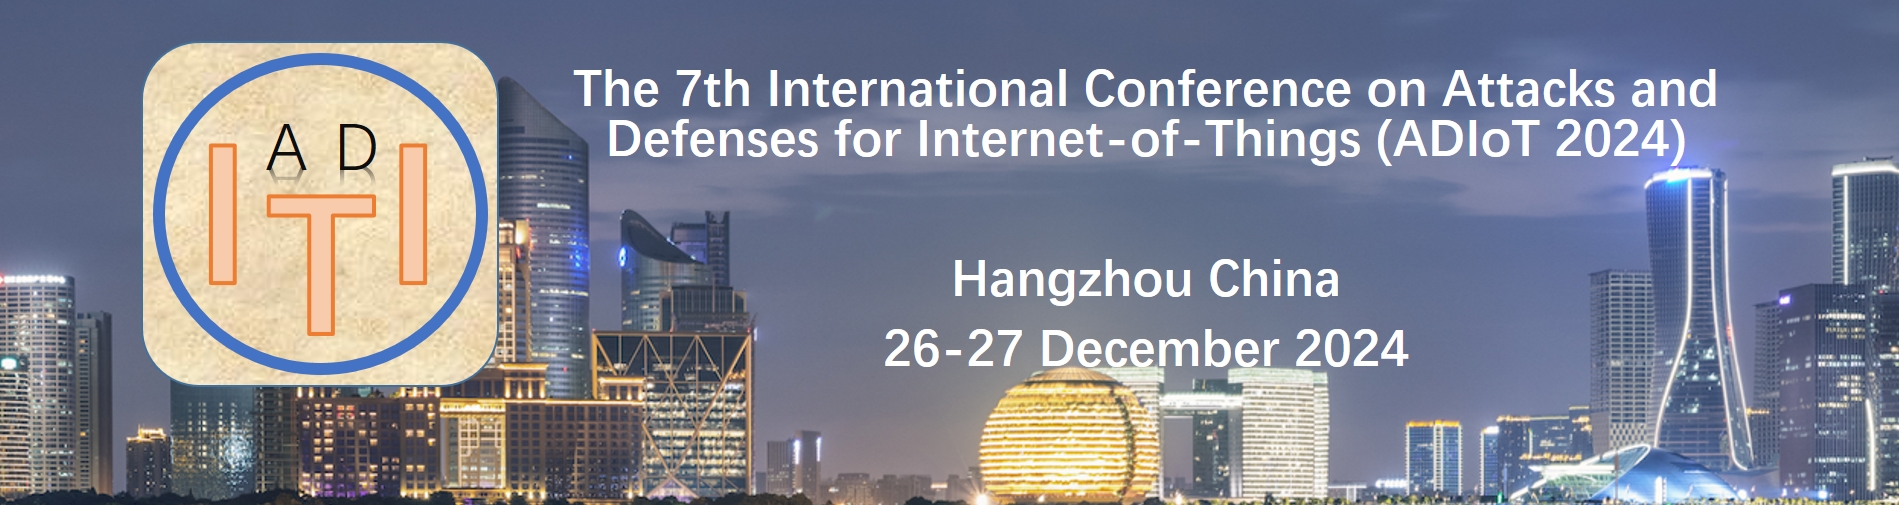 A D
I T I
The 7th International Conference on Attacks and
Defenses for Internet-of-Things (ADIoT 2024)
Hangzhou China
26-27 December 2024